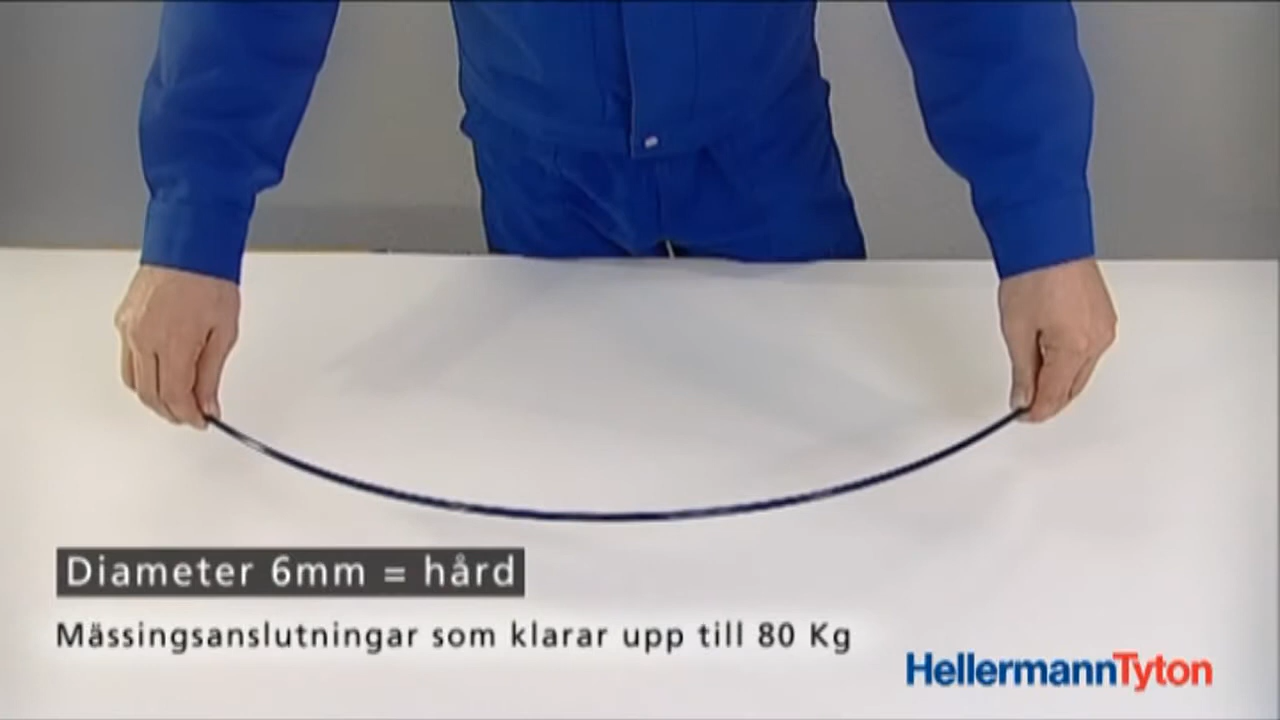 Diameter 6mm = hård
Mässingsanslutningar som klarar upp till 80 Kg
HellermannTyton